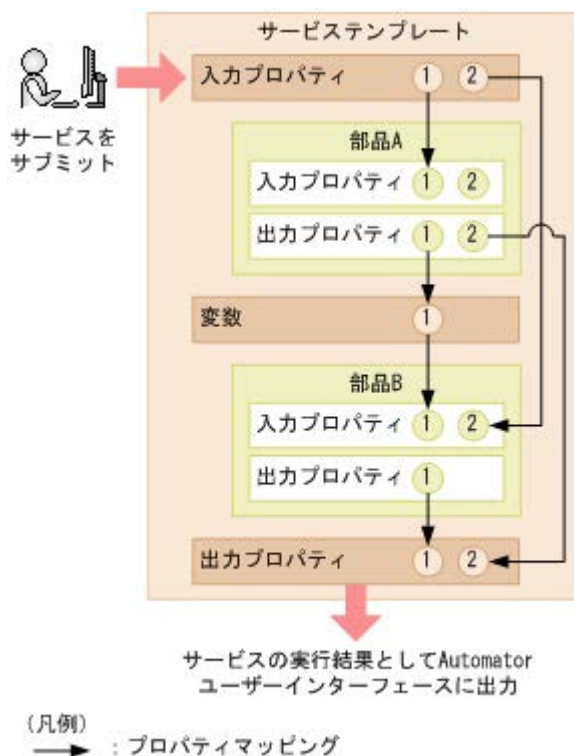 サービステンプレート
入力プロパティ 1 2
サービスを
サブミット
部品A
入力プロパティ 1 2
出力プロパティ 1 2
変数 1
部品B
入力プロパティ 1 2
出力プロパティ 1
出力プロパティ 1 2
サービスの実行結果としてAutomator
ユーザーインターフェースに出力
(凡例)
：プロパティマッピング